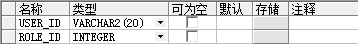 名称 类型 可为空 默认 存储 注释
USER_ID VARCHAR2(20)
ROLE_ID INTEGER